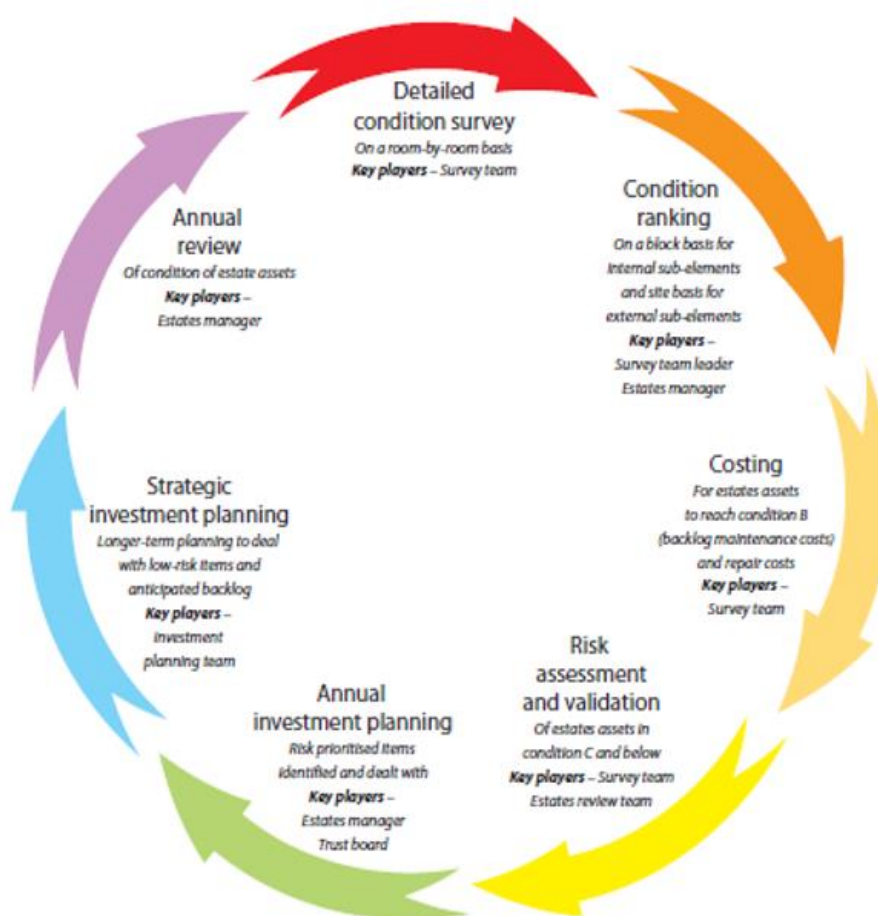 Detailed
condition survey
On a room-by-room basis
Key players – Survey team
Condition
ranking
On a block basis for
internal sub-elements
and site basis for
external sub-elements
Key players –
Survey team leader
Estates manager
Costing
For estates assets
to reach condition B
(backlog maintenance costs)
and repair costs
Key players –
Survey team
Risk
assessment
and validation
Of estates assets in
condition C and below
Key players – Survey team
Estates review team
Annual
investment planning
Risk prioritised items
identified and dealt with
Key players –
Estates manager
Trust board
Strategic
investment planning
Longer-term planning to deal
with low-risk items and
anticipated backlog
Key players –
Investment
planning team
Annual
review
Of condition of estate assets
Key players –
Estates manager